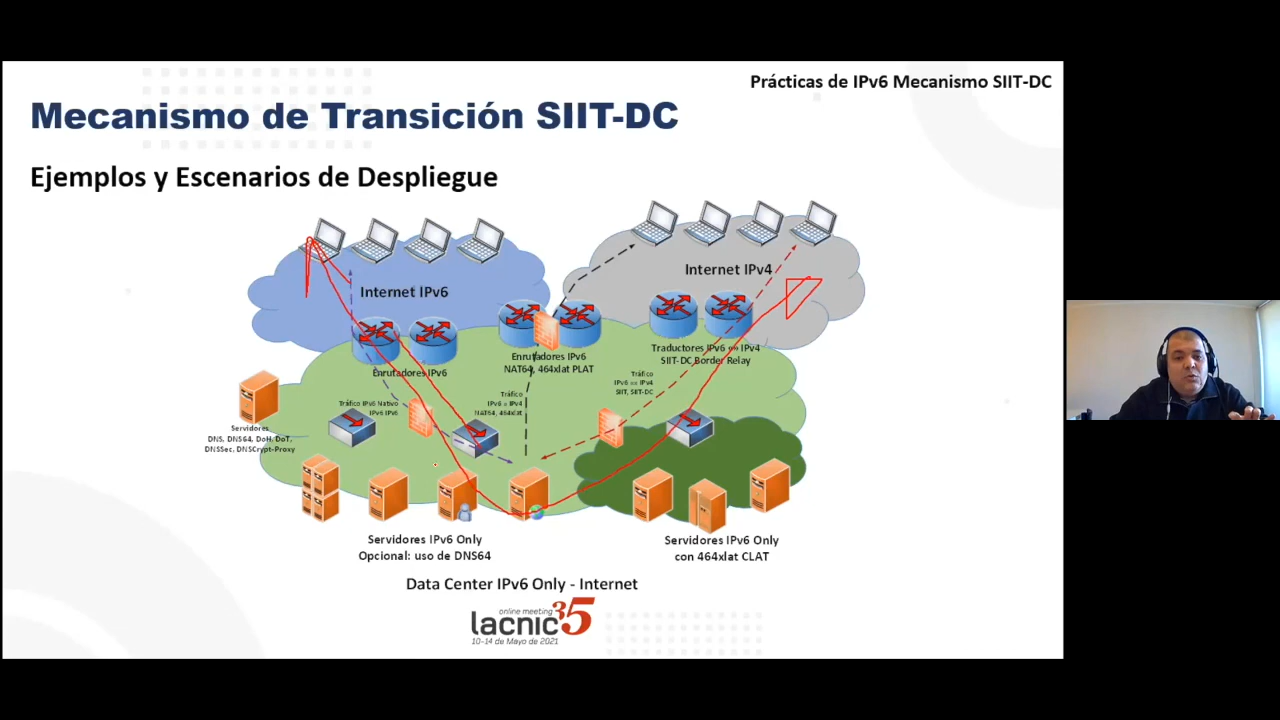 Prácticas de IPv6 Mecanismo SIIT-DC
Mecanismo de Transición SIIT-DC
Ejemplos y Escenarios de Despliegue
Internet IPv6
Internet IPv4
Enrutadores IPv6
Enrutadores IPv6
NAT64, 464xlat PLAT
Traductores IPv6 ⇔ IPv4
SIIT-DC Border Relay
Tráfico IPv6 Nativo
IPv6 IPv6
Tráfico
IPv6 = IPv4
NAT64, 464xlat
Tráfico
IPv6 == IPv4
SIIT, SIIT-DC
Servidores
DNS, DNS64, DoH, DoT,
DNSSec, DNSCrypt-Proxy
Servidores IPv6 Only
Opcional: uso de DNS64
Servidores IPv6 Only
con 464xlat CLAT
Data Center IPv6 Only - Internet
online meeting
lacnic 35
10-14 de Mayo de 2021